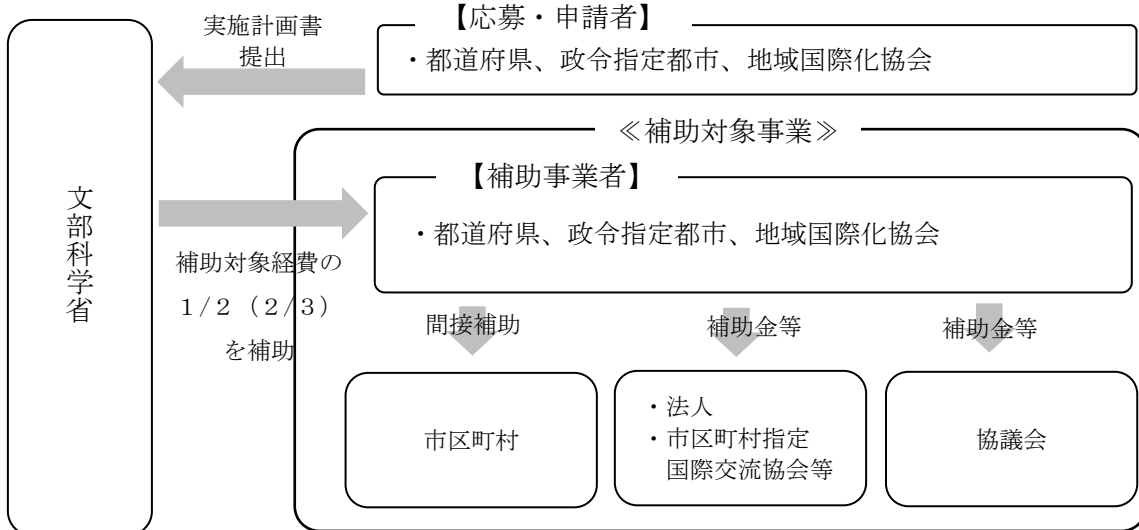 実施計画書
提出
【応募・申請者】
・都道府県、政令指定都市、地域国際化協会
≪補助対象事業≫
【補助事業者】
・都道府県、政令指定都市、地域国際化協会
文部科学省
補助対象経費の
1/2（2/3）
を補助
間接補助
補助金等
補助金等
市区町村
・法人
・市区町村指定
国際交流協会等
協議会